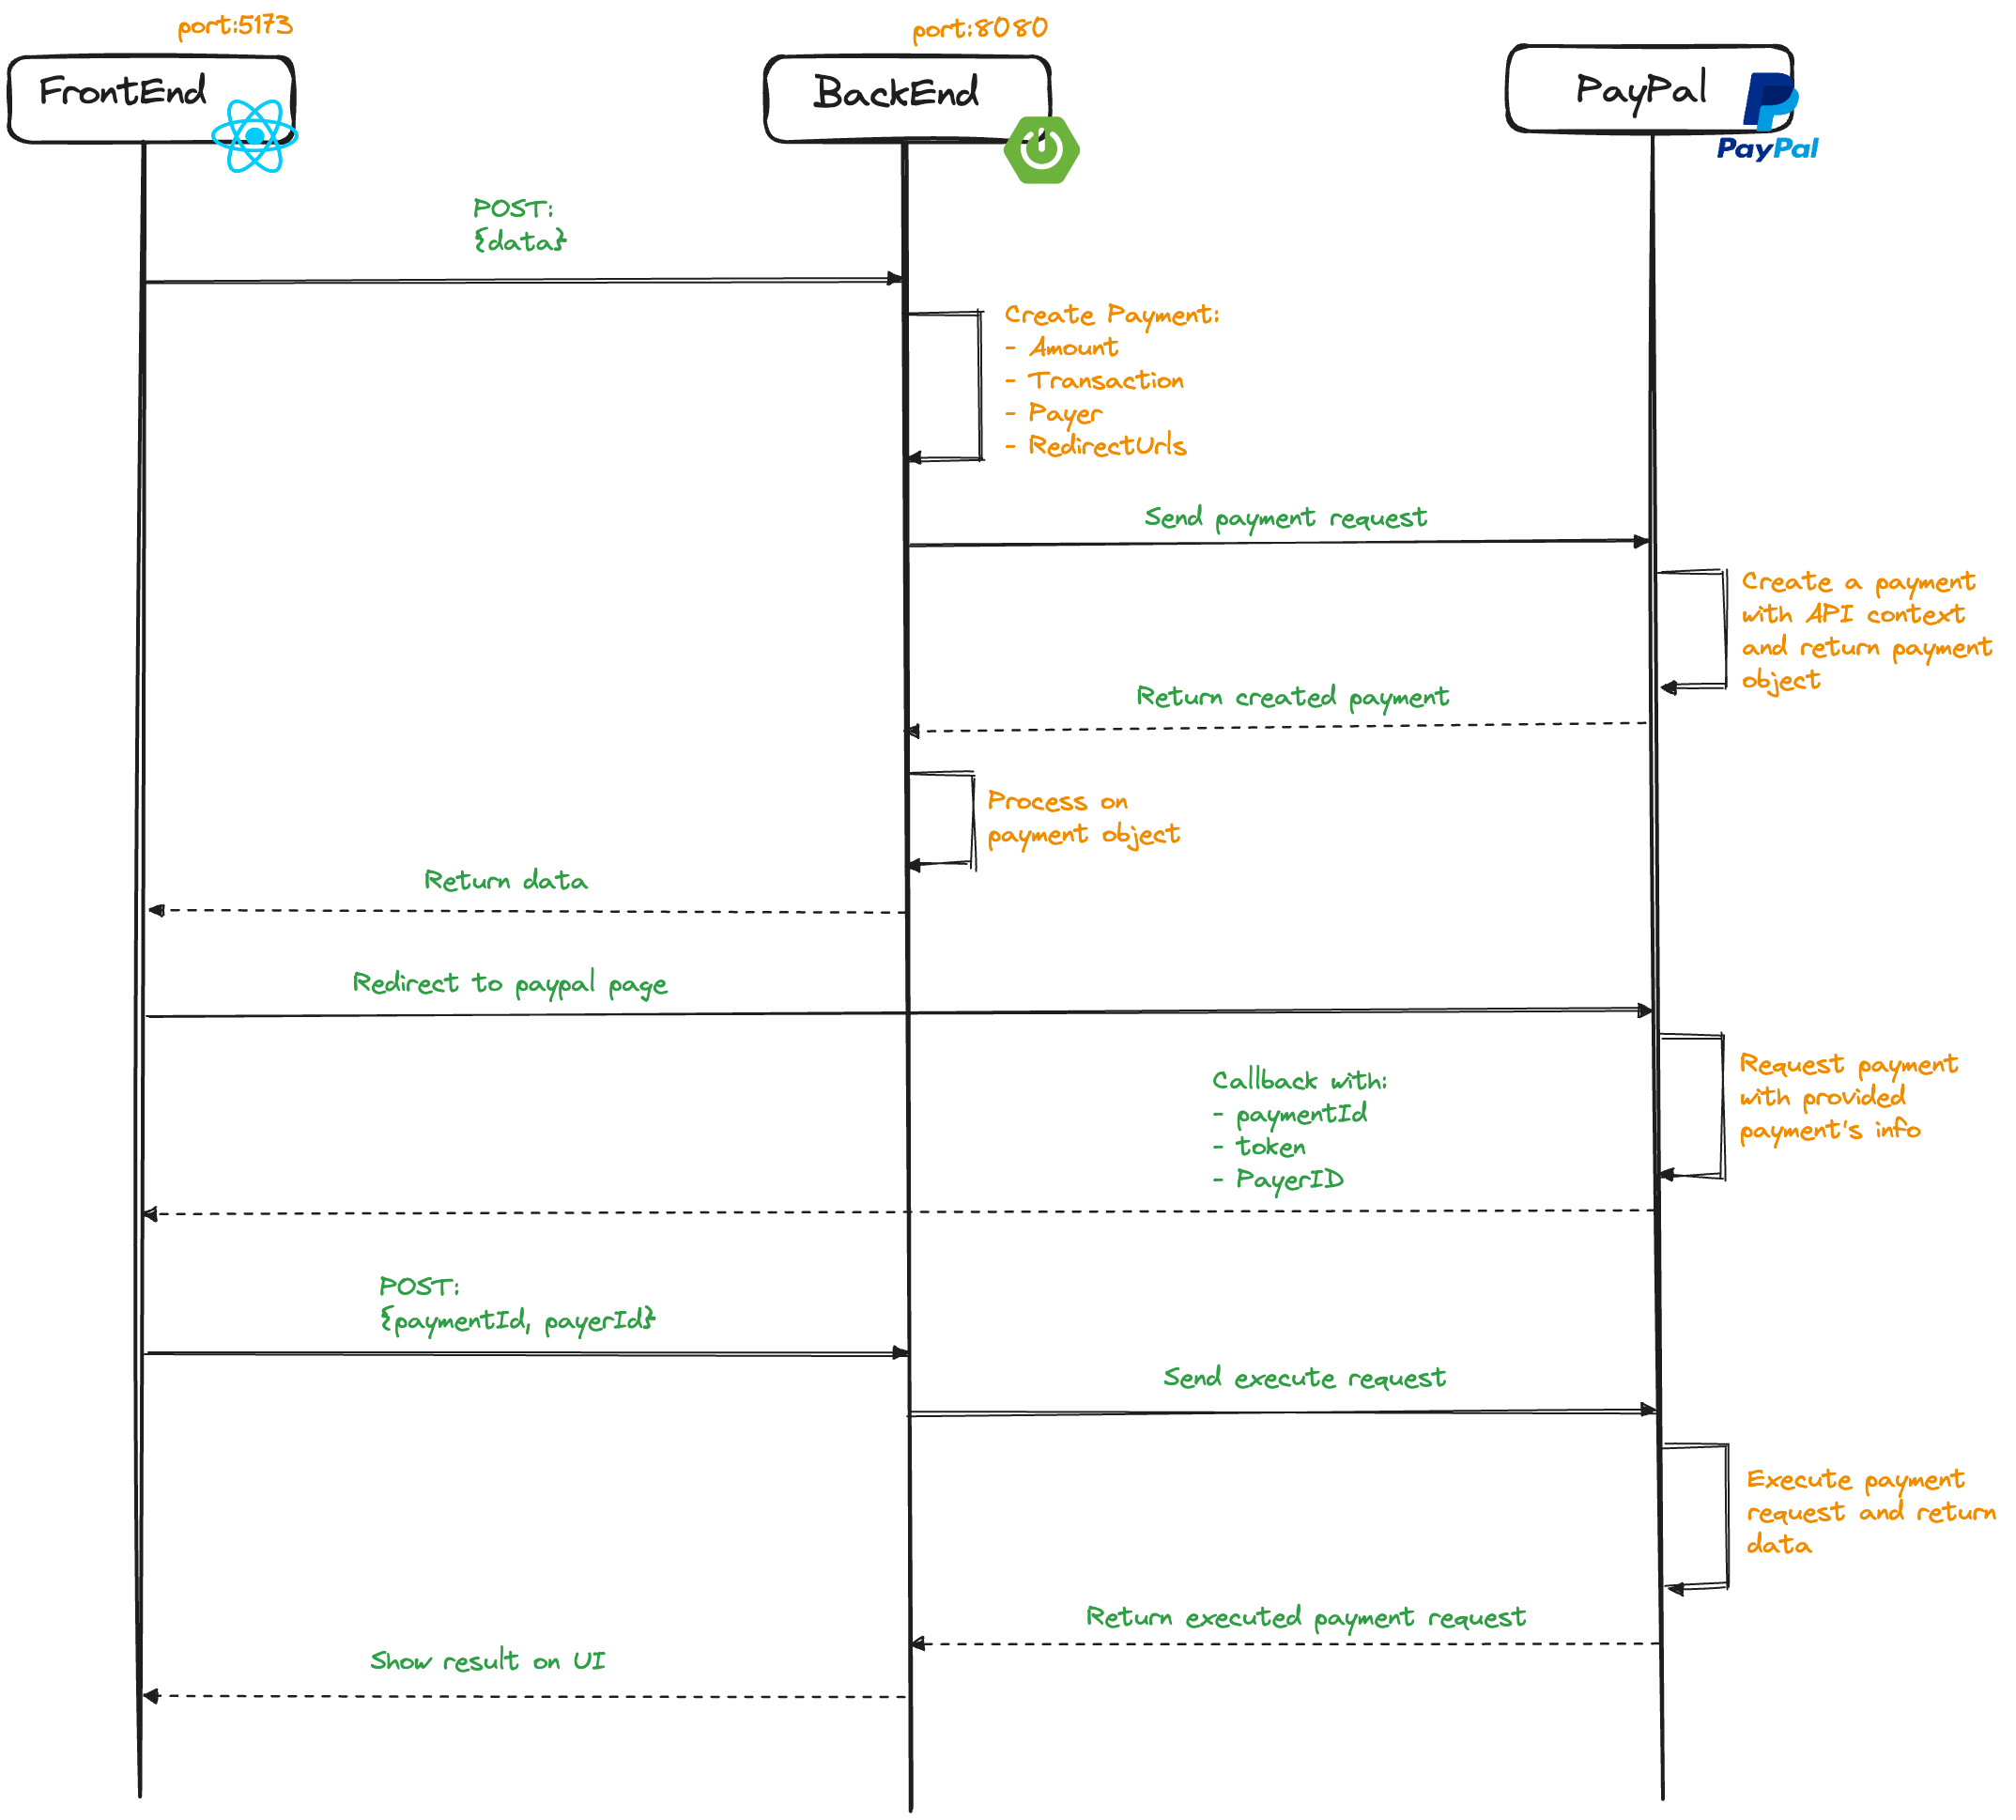 port:5173
port:8080
FrontEnd
BackEnd
PayPal
PayPal
POST:
{data}
Create Payment:
- Amount
- Transaction
- Payer
- RedirectUrls
Send payment request
Create a payment
with API context
and return payment
object
Return created payment
Process on
payment object
Return data
Redirect to paypal page
Request payment
with provided
payment's info
Callback with:
- paymentId
- token
- PayerID
POST:
{paymentId, payerId}
Send execute request
Execute payment
request and return
data
Return executed payment request
Show result on UI